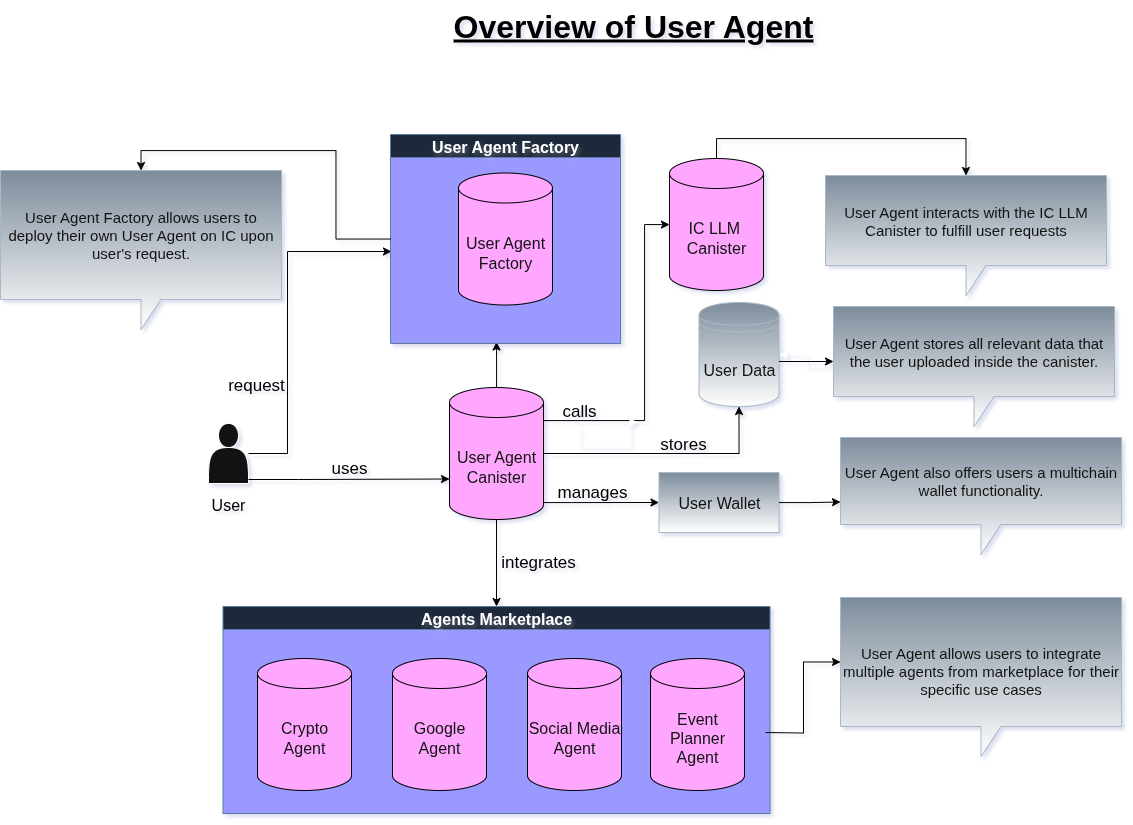 Overview of User Agent
User Agent Factory
User Agent Factory allows users to
deploy their own User Agent on IC upon
user's request.
User Agent
Factory
IC LLM
Canister
User Agent interacts with the IC LLM
Canister to fulfill user requests
User Data
User Agent stores all relevant data that
the user uploaded inside the canister.
request
calls
stores
uses
User
User Agent
Canister
manages
User Wallet
User Agent also offers users a multichain
wallet functionality.
integrates
Agents Marketplace
Crypto
Agent
Google
Agent
Social Media
Agent
Event
Planner
Agent
User Agent allows users to integrate
multiple agents from marketplace for their
specific use cases